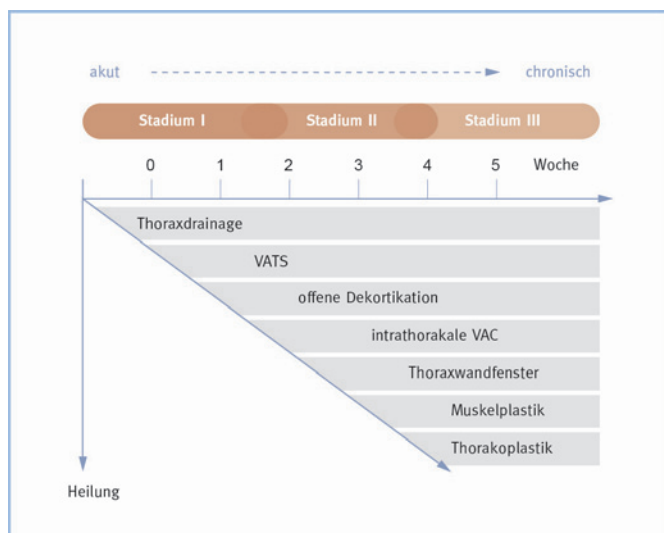 akut chronisch
Stadium I Stadium II Stadium III
0 1 2 3 4 5 Woche
Thoraxdrainage
VATS
offene Dekortikation
intrathorakale VAC
Thoraxwandfenster
Muskelplastik
Thorakoplastik
Heilung